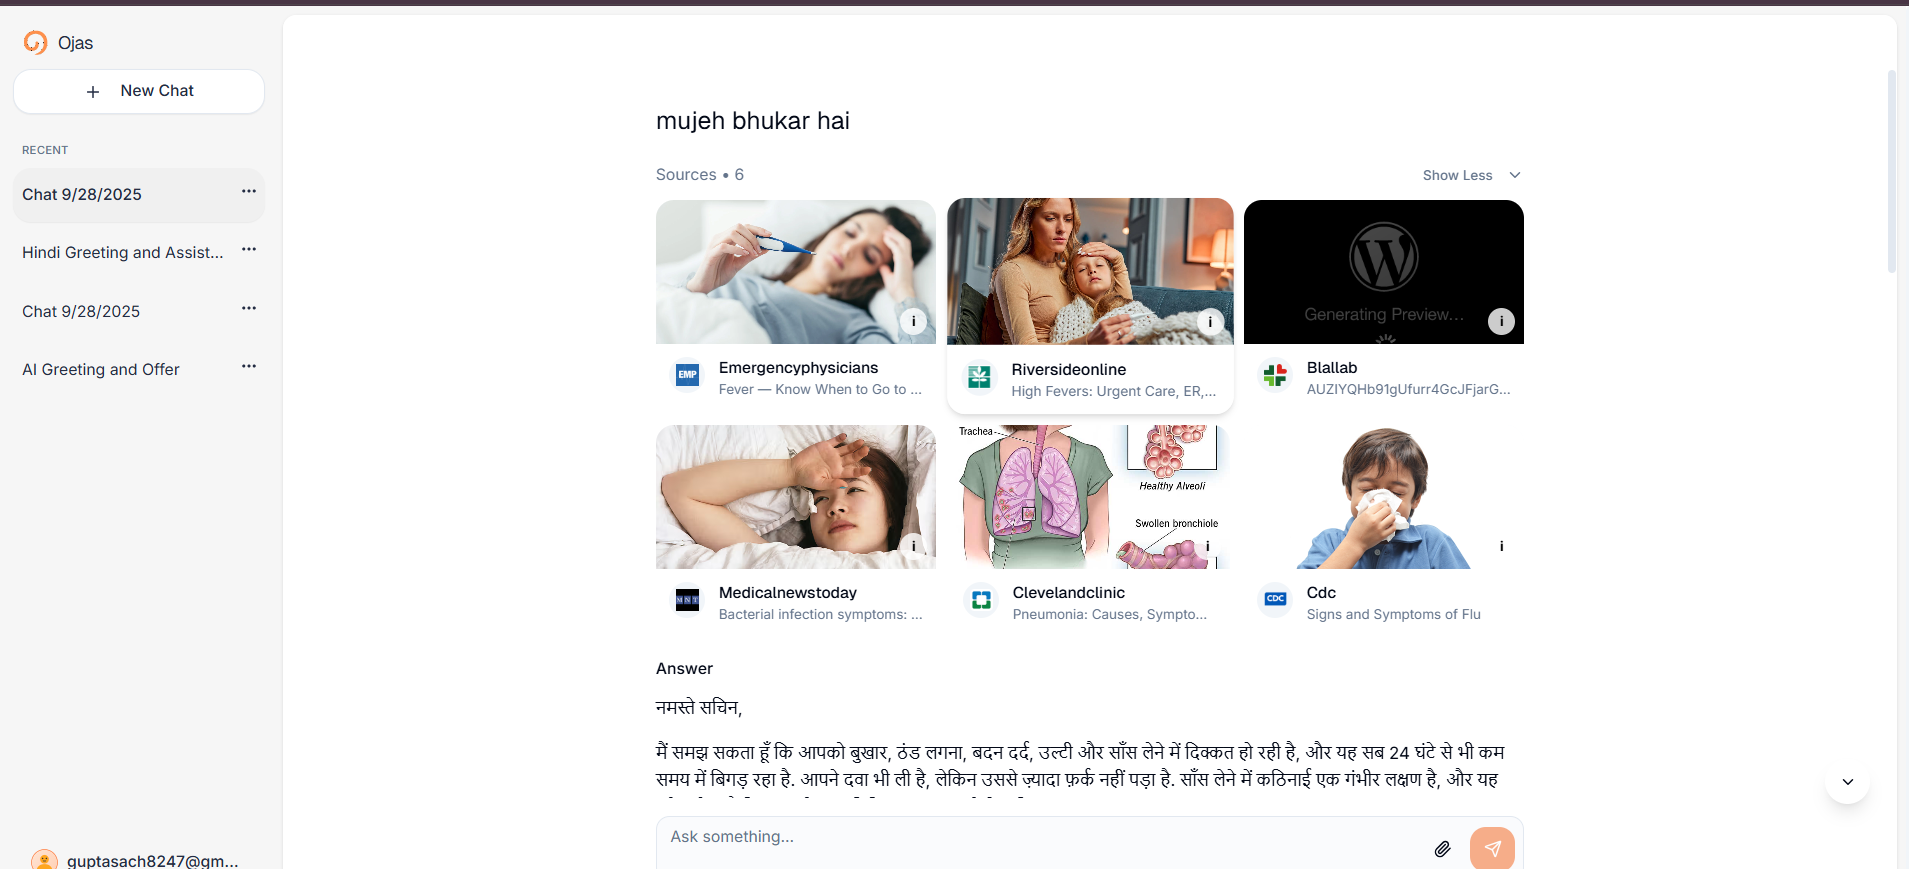 Ojas
New Chat
RECENT
Chat 9/28/2025
Hindi Greeting and Assist...
Chat 9/28/2025
AI Greeting and Offer
guptasach8247@gm...
mujeh bhukar hai
Sources • 6
Show Less
Generating Preview...
i
i
i
EMP
Emergencyphysicians
Fever — Know When to Go to ...
Riversideonline
High Fevers: Urgent Care, ER,...
Blallab
AUZIYQHb91gUfurr4GcJFjarG...
Trachea
Healthy Alveoli
Swollen bronchiole
i
i
i
MNT
Medicalnewstoday
Bacterial infection symptoms: ...
Clevelandclinic
Pneumonia: Causes, Sympto...
CDC
Cdc
Signs and Symptoms of Flu
Answer
नमस्ते सचिन,
मैं समझ सकता हूँ कि आपको बुखार, ठंड लगना, बदन दर्द, उल्टी और साँस लेने में दिक्कत हो रही है, और यह सब 24 घंटे से भी कम
समय में बिगड़ रहा है. आपने दवा भी ली है, लेकिन उससे ज़्यादा फ़र्क नहीं पड़ा है. साँस लेने में कठिनाई एक गंभीर लक्षण है, और यह
Ask something...